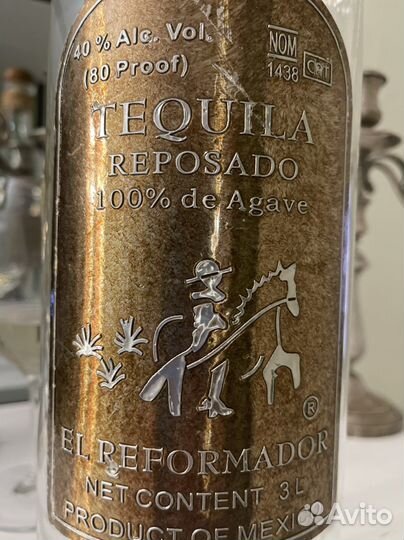 40 % Alc. Vol.
(80 Proof)
NOM
1438
CRT
TEQUILA
REPOSADO
100% de Agave
®
EL REFORMADOR
NET CONTENT 3 L
PRODUCT OF MEXI
Avito